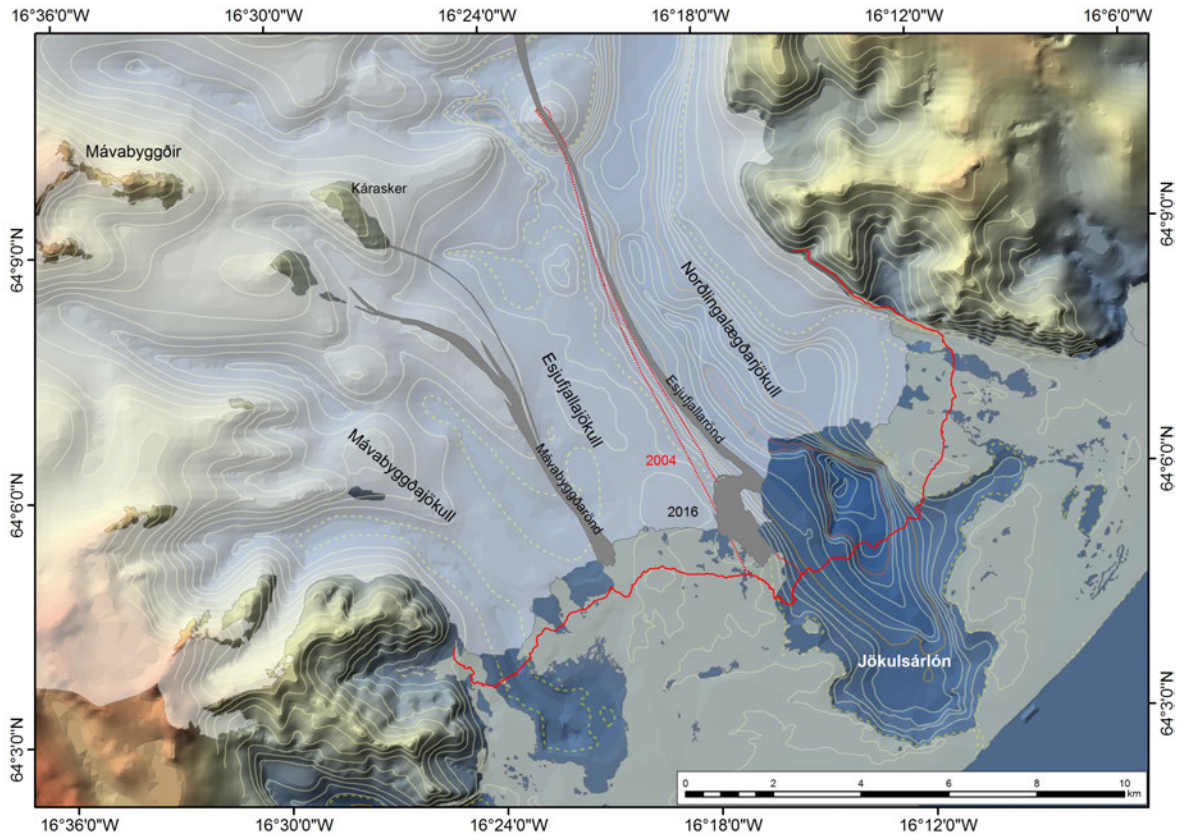 16°36'0"W 16°30'0"W 16°24'0"W 16°18'0"W 16°12'0"W 16°6'0"W
Mávabyggðir
Kárasker
64°9'0"N
64°9'0"N
Norðlingalægðarjökull
Esjufjallajökull
Esjufjallarönd
Mávabyggðajökull
Mávabyggðarönd
2004
64°6'0"N
64°6'0"N
2016
Jökulsárlón
64°3'0"N
64°3'0"N
0 2 4 6 8 10
km
16°36'0"W 16°30'0"W 16°24'0"W 16°18'0"W 16°12'0"W